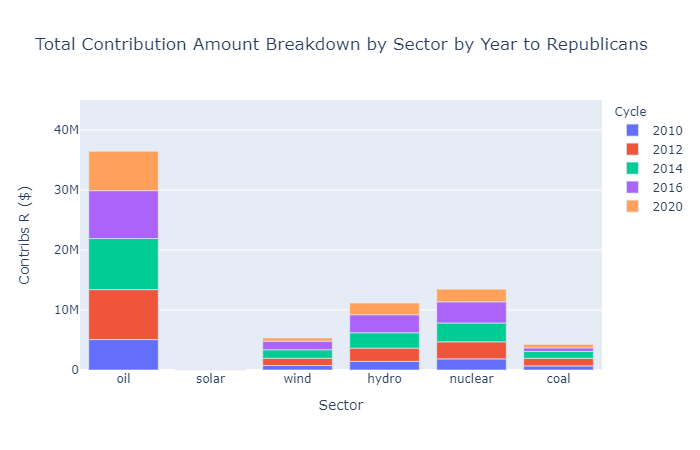 Total Contribution Amount Breakdown by Sector by Year to Republicans
Cycle
2010
2012
2014
2016
2020
40M
30M
20M
10M
0
Contribs R ($)
oil solar wind hydro nuclear coal
Sector